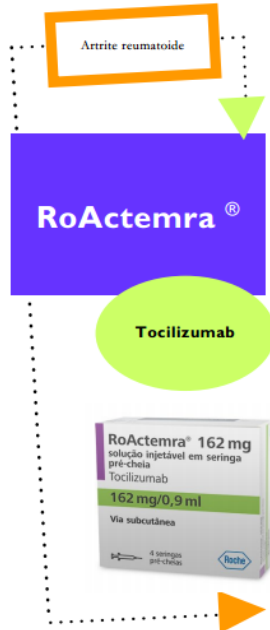 Artrite reumatoide
RoActemra ®
Tocilizumab
RoActemra® 162 mg
solução injetável em seringa
pré-cheia
Tocilizumab
162 mg/0,9 ml
Via subcutânea
4 seringas
pré-cheias
Roche